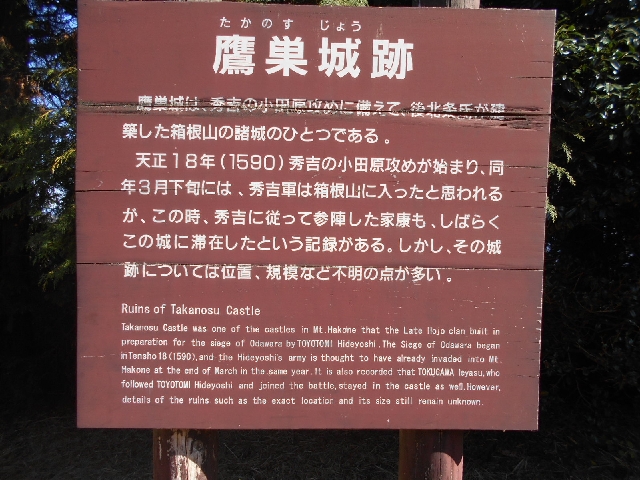 たかのす じょう
鷹巣城跡
鷹巣城は、秀吉の小田原攻めに備えて、後北条氏が建
築した箱根山の諸城のひとつである。
天正18年(1590)秀吉の小田原攻めが始まり、同
年3月下旬には、秀吉軍は箱根山に入ったと思われる
が、この時、秀吉に従って参陣した家康も、しばらく
この城に滞在したという記録がある。しかし、その城
跡については位置、規模など不明の点が多い。
Ruins of Takanosu Castle
Takanosu Castle was one of the castles in Mt.Hakone that the Late Hojo clan built in
preparation for the siege of Odawara by TOYOTOMI Hideyoshi. The Siege of Odawara began
in Tensho 18 (1590), and the Hideyoshi's army is thought to have already invaded into Mt.
Hakone at the end of March in the same year. It is also recorded that TOKUGAWA Ieyasu, who
followed TOYOTOMI Hideyoshi and joined the battle, stayed in the castle as well. However,
details of the ruins such as the exact location and its size still remain unknown.